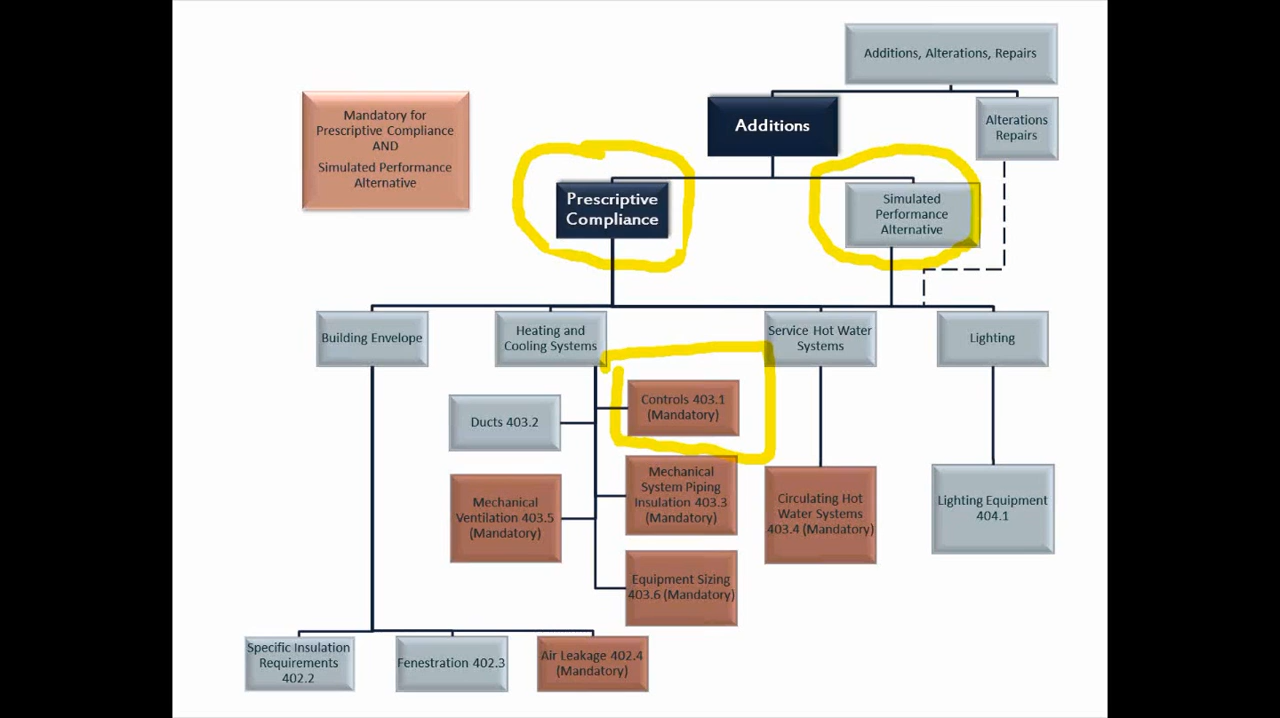 Additions, Alterations, Repairs
Mandatory for
Prescriptive Compliance
AND
Simulated Performance
Alternative
Additions
Alterations
Repairs
Prescriptive
Compliance
Simulated
Performance
Alternative
Building Envelope
Heating and
Cooling Systems
Service Hot Water
Systems
Lighting
Controls 403.1
(Mandatory)
Ducts 403.2
Mechanical
System Piping
Insulation 403.3
(Mandatory)
Mechanical
Ventilation 403.5
(Mandatory)
Circulating Hot
Water Systems
403.4 (Mandatory)
Lighting Equipment
404.1
Equipment Sizing
403.6 (Mandatory)
Specific Insulation
Requirements
402.2
Fenestration 402.3
Air Leakage 402.4
(Mandatory)